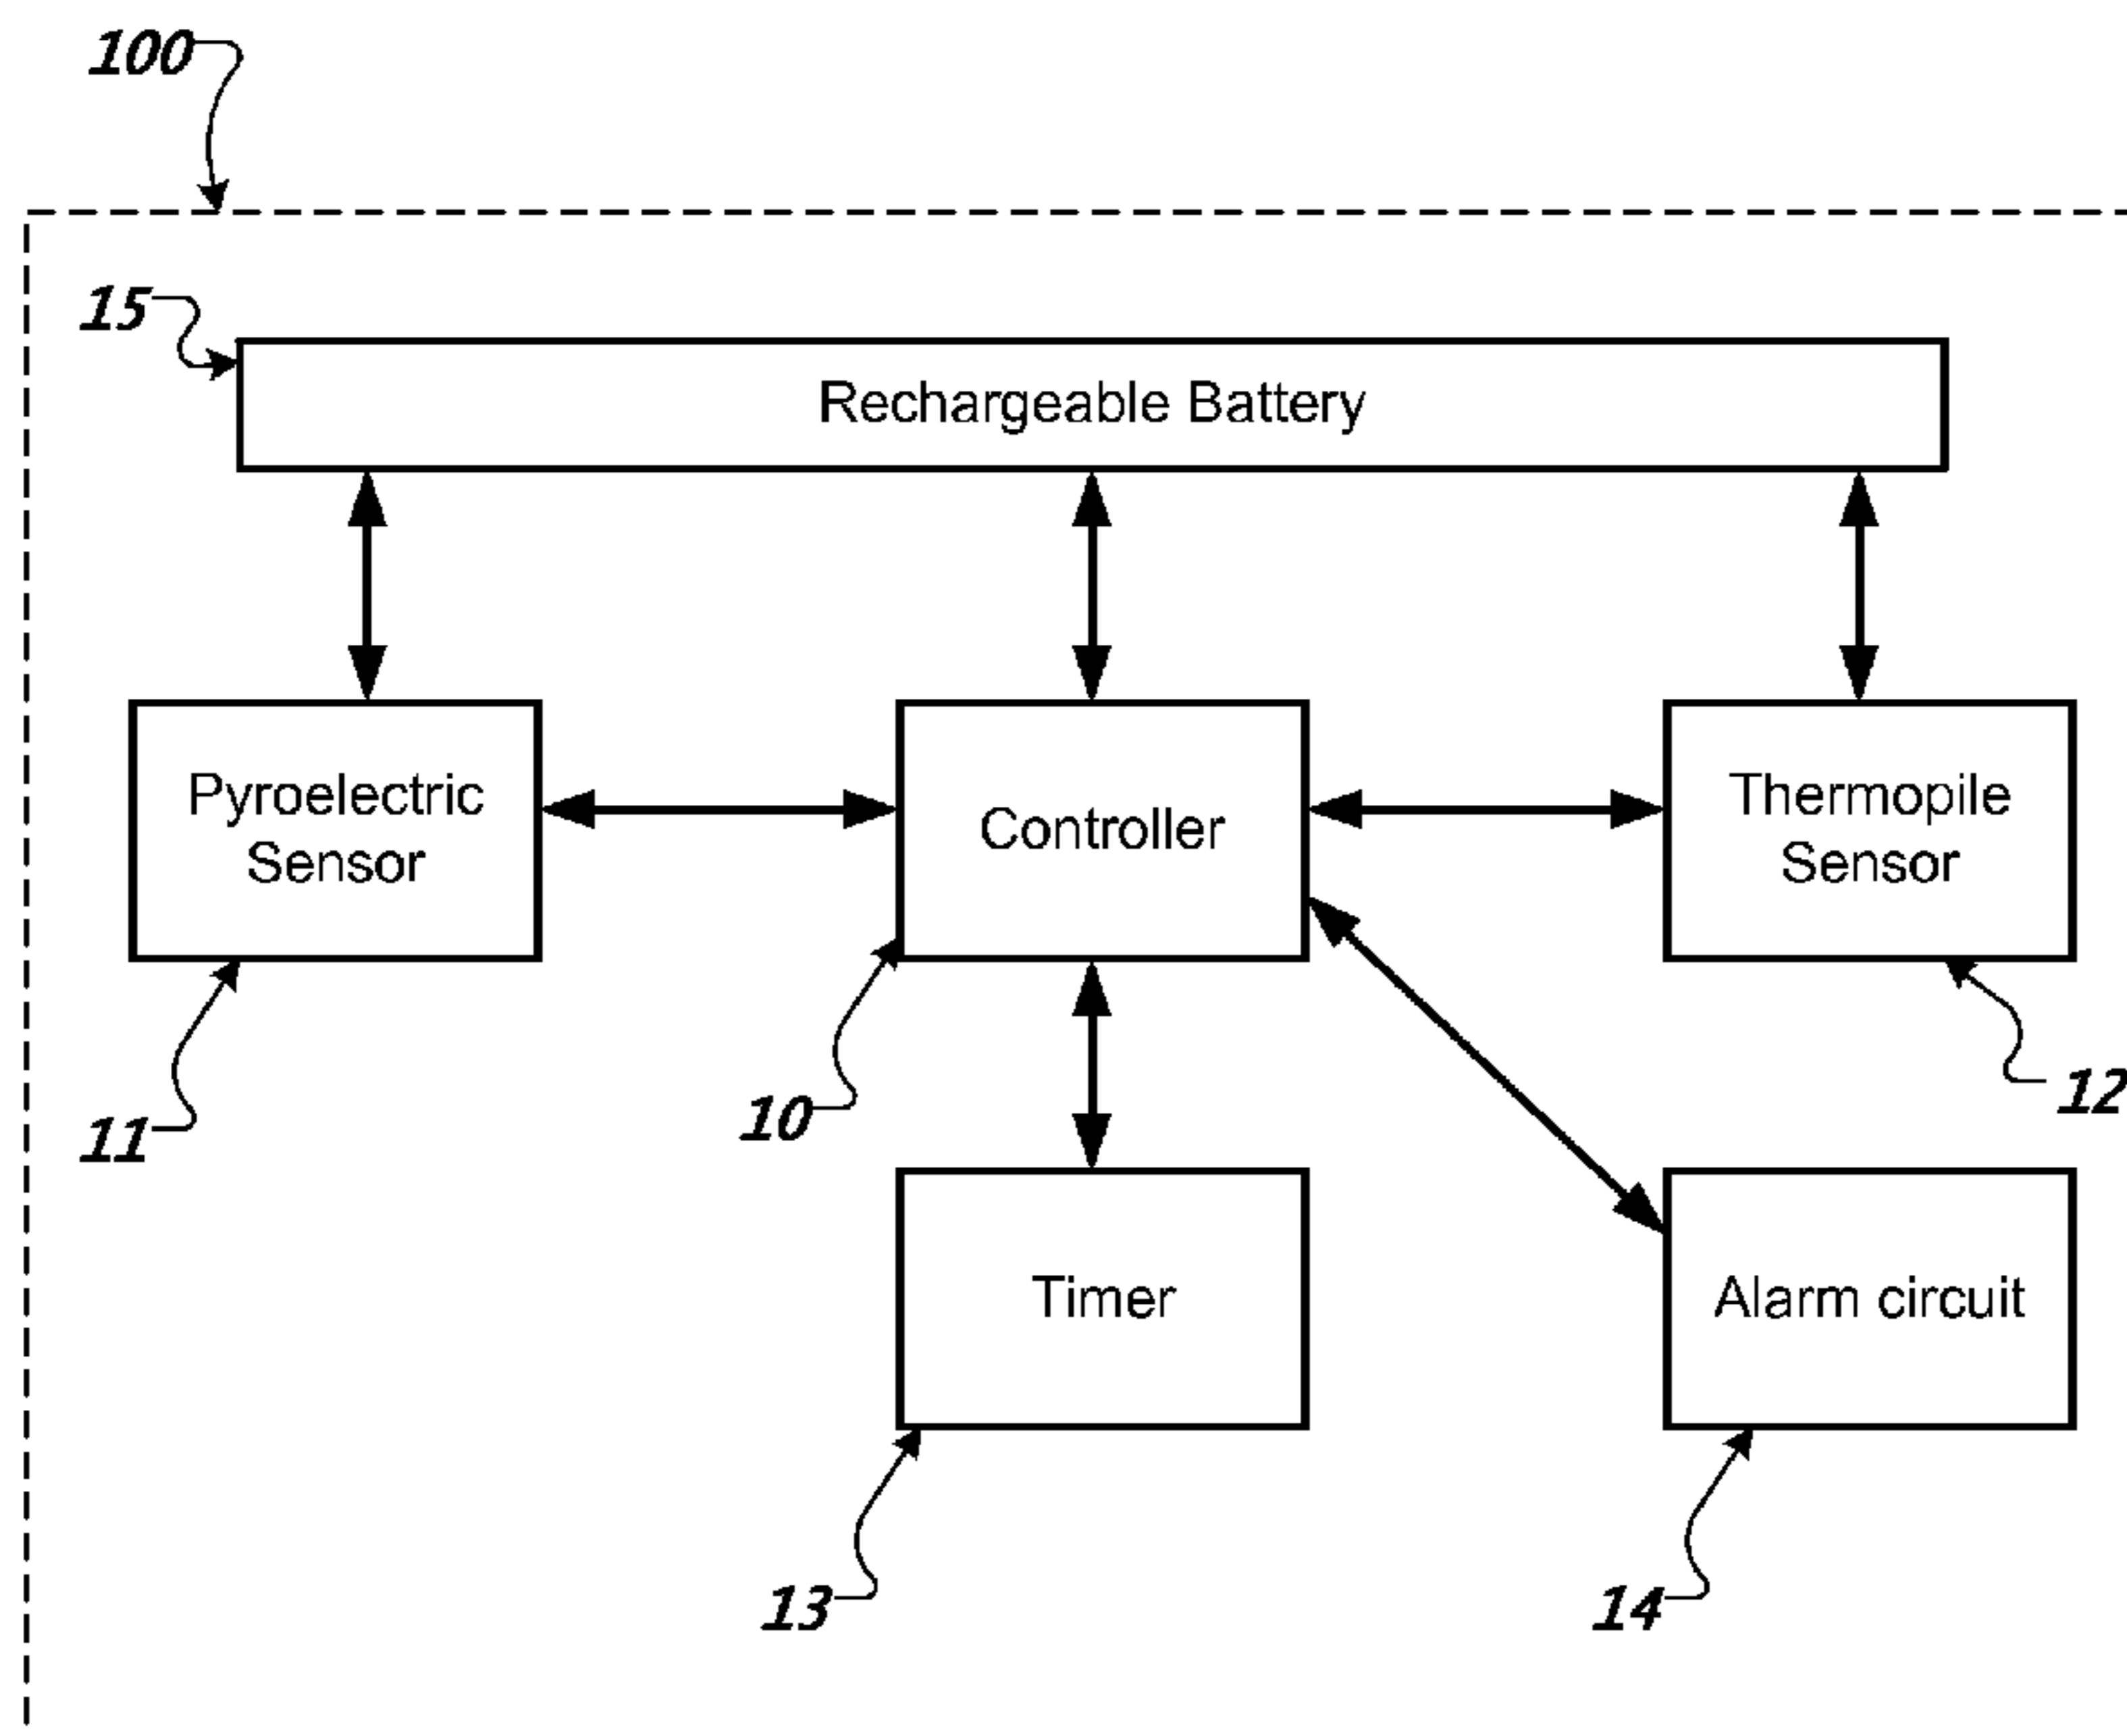 100
15
Rechargeable Battery
Pyroelectric
Sensor
Controller
Thermopile
Sensor
11
10
12
Timer
Alarm circuit
13
14